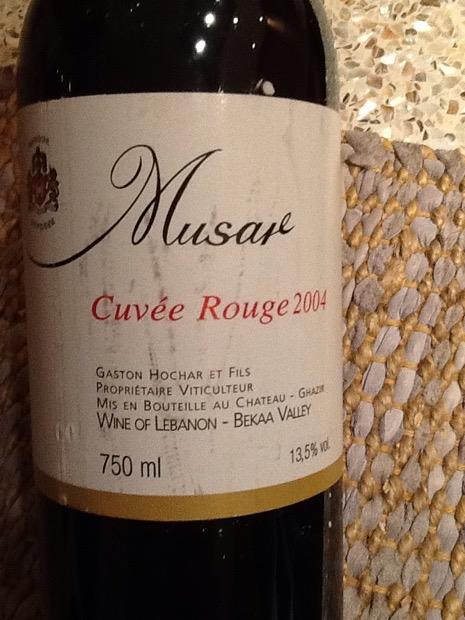 Musar
Cuvée Rouge 2004
GASTON HOCHAR ET FILS
PROPRIÉTAIRE VITICULTEUR
MIS EN BOUTEILLE AU CHATEAU - GHAZIR
WINE OF LEBANON - BEKAA VALLEY
750 ml
13,5% vol.